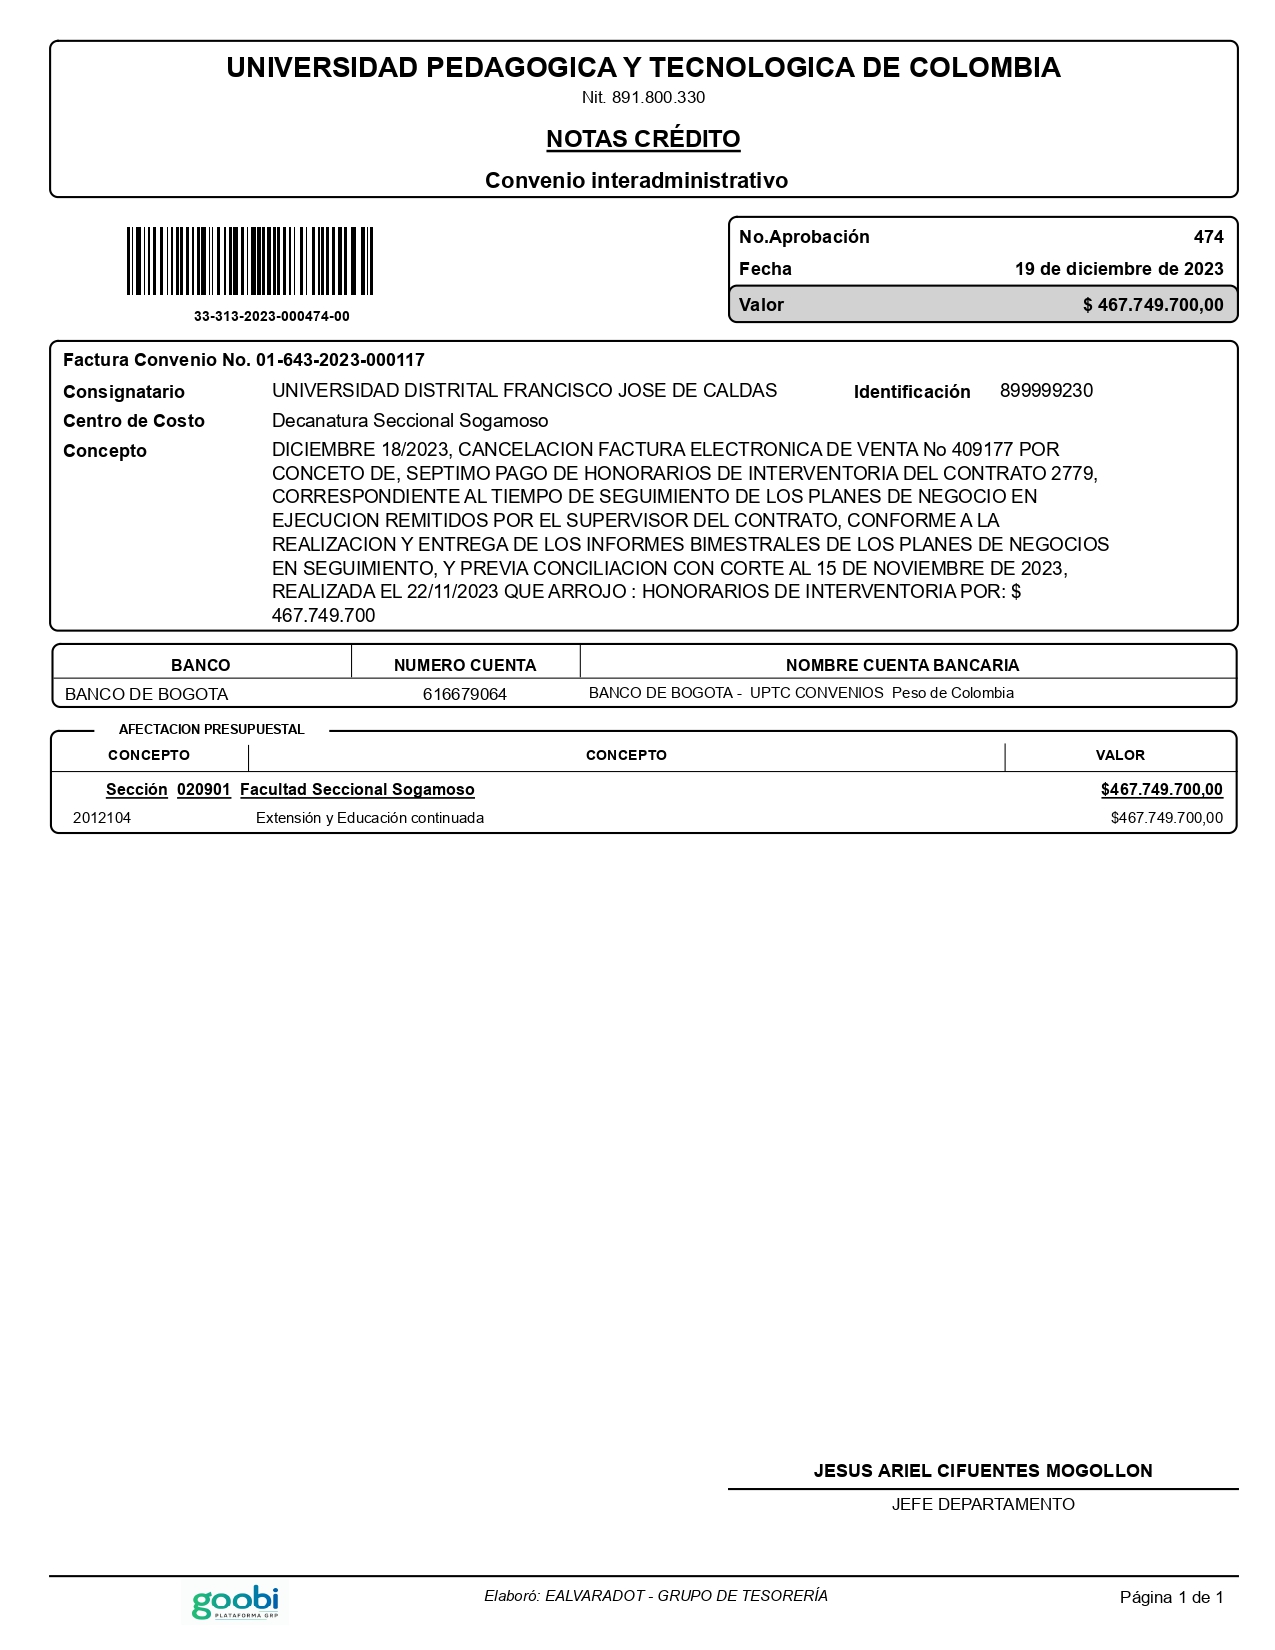 UNIVERSIDAD PEDAGOGICA Y TECNOLOGICA DE COLOMBIA
Nit. 891.800.330
NOTAS CRÉDITO
Convenio interadministrativo
33-313-2023-000474-00
No.Aprobación 474
Fecha 19 de diciembre de 2023
Valor $ 467.749.700,00
Factura Convenio No. 01-643-2023-000117
Consignatario UNIVERSIDAD DISTRITAL FRANCISCO JOSE DE CALDAS Identificación 899999230
Centro de Costo Decanatura Seccional Sogamoso
Concepto DICIEMBRE 18/2023, CANCELACION FACTURA ELECTRONICA DE VENTA No 409177 POR
CONCETO DE, SEPTIMO PAGO DE HONORARIOS DE INTERVENTORIA DEL CONTRATO 2779,
CORRESPONDIENTE AL TIEMPO DE SEGUIMIENTO DE LOS PLANES DE NEGOCIO EN
EJECUCION REMITIDOS POR EL SUPERVISOR DEL CONTRATO, CONFORME A LA
REALIZACION Y ENTREGA DE LOS INFORMES BIMESTRALES DE LOS PLANES DE NEGOCIOS
EN SEGUIMIENTO, Y PREVIA CONCILIACION CON CORTE AL 15 DE NOVIEMBRE DE 2023,
REALIZADA EL 22/11/2023 QUE ARROJO : HONORARIOS DE INTERVENTORIA POR: $
467.749.700
BANCO NUMERO CUENTA NOMBRE CUENTA BANCARIA
BANCO DE BOGOTA 616679064 BANCO DE BOGOTA - UPTC CONVENIOS Peso de Colombia
AFECTACION PRESUPUESTAL
CONCEPTO CONCEPTO VALOR
Sección 020901 Facultad Seccional Sogamoso $467.749.700,00
2012104 Extensión y Educación continuada $467.749.700,00
JESUS ARIEL CIFUENTES MOGOLLON
JEFE DEPARTAMENTO
goobi
PLATAFORMA GRP
Elaboró: EALVARADOT - GRUPO DE TESORERÍA
Página 1 de 1